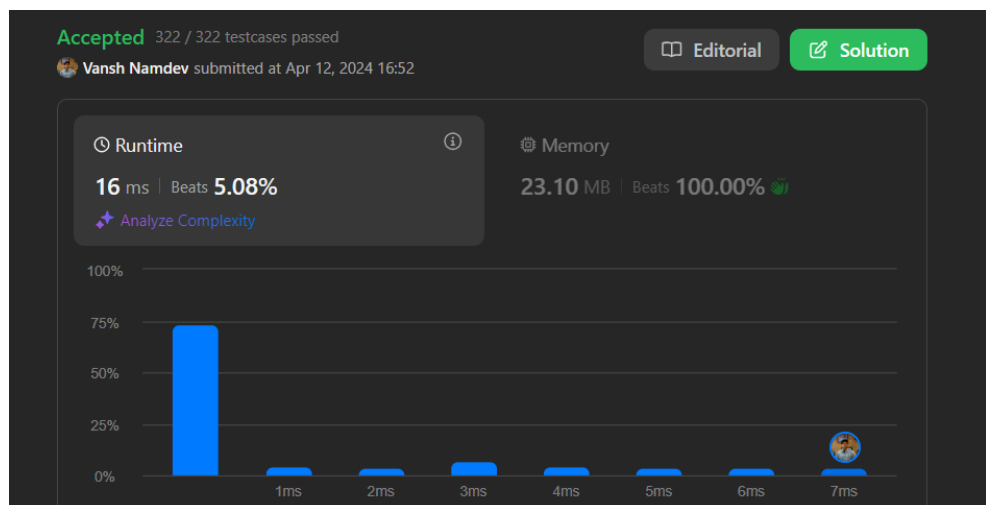 Accepted 322 / 322 testcases passed
Editorial
Solution
Vansh Namdev submitted at Apr 12, 2024 16:52
Runtime
16 ms | Beats 5.08%
Analyze Complexity
Memory
23.10 MB | Beats 100.00%
100%
75%
50%
25%
0%
1ms 2ms 3ms 4ms 5ms 6ms 7ms